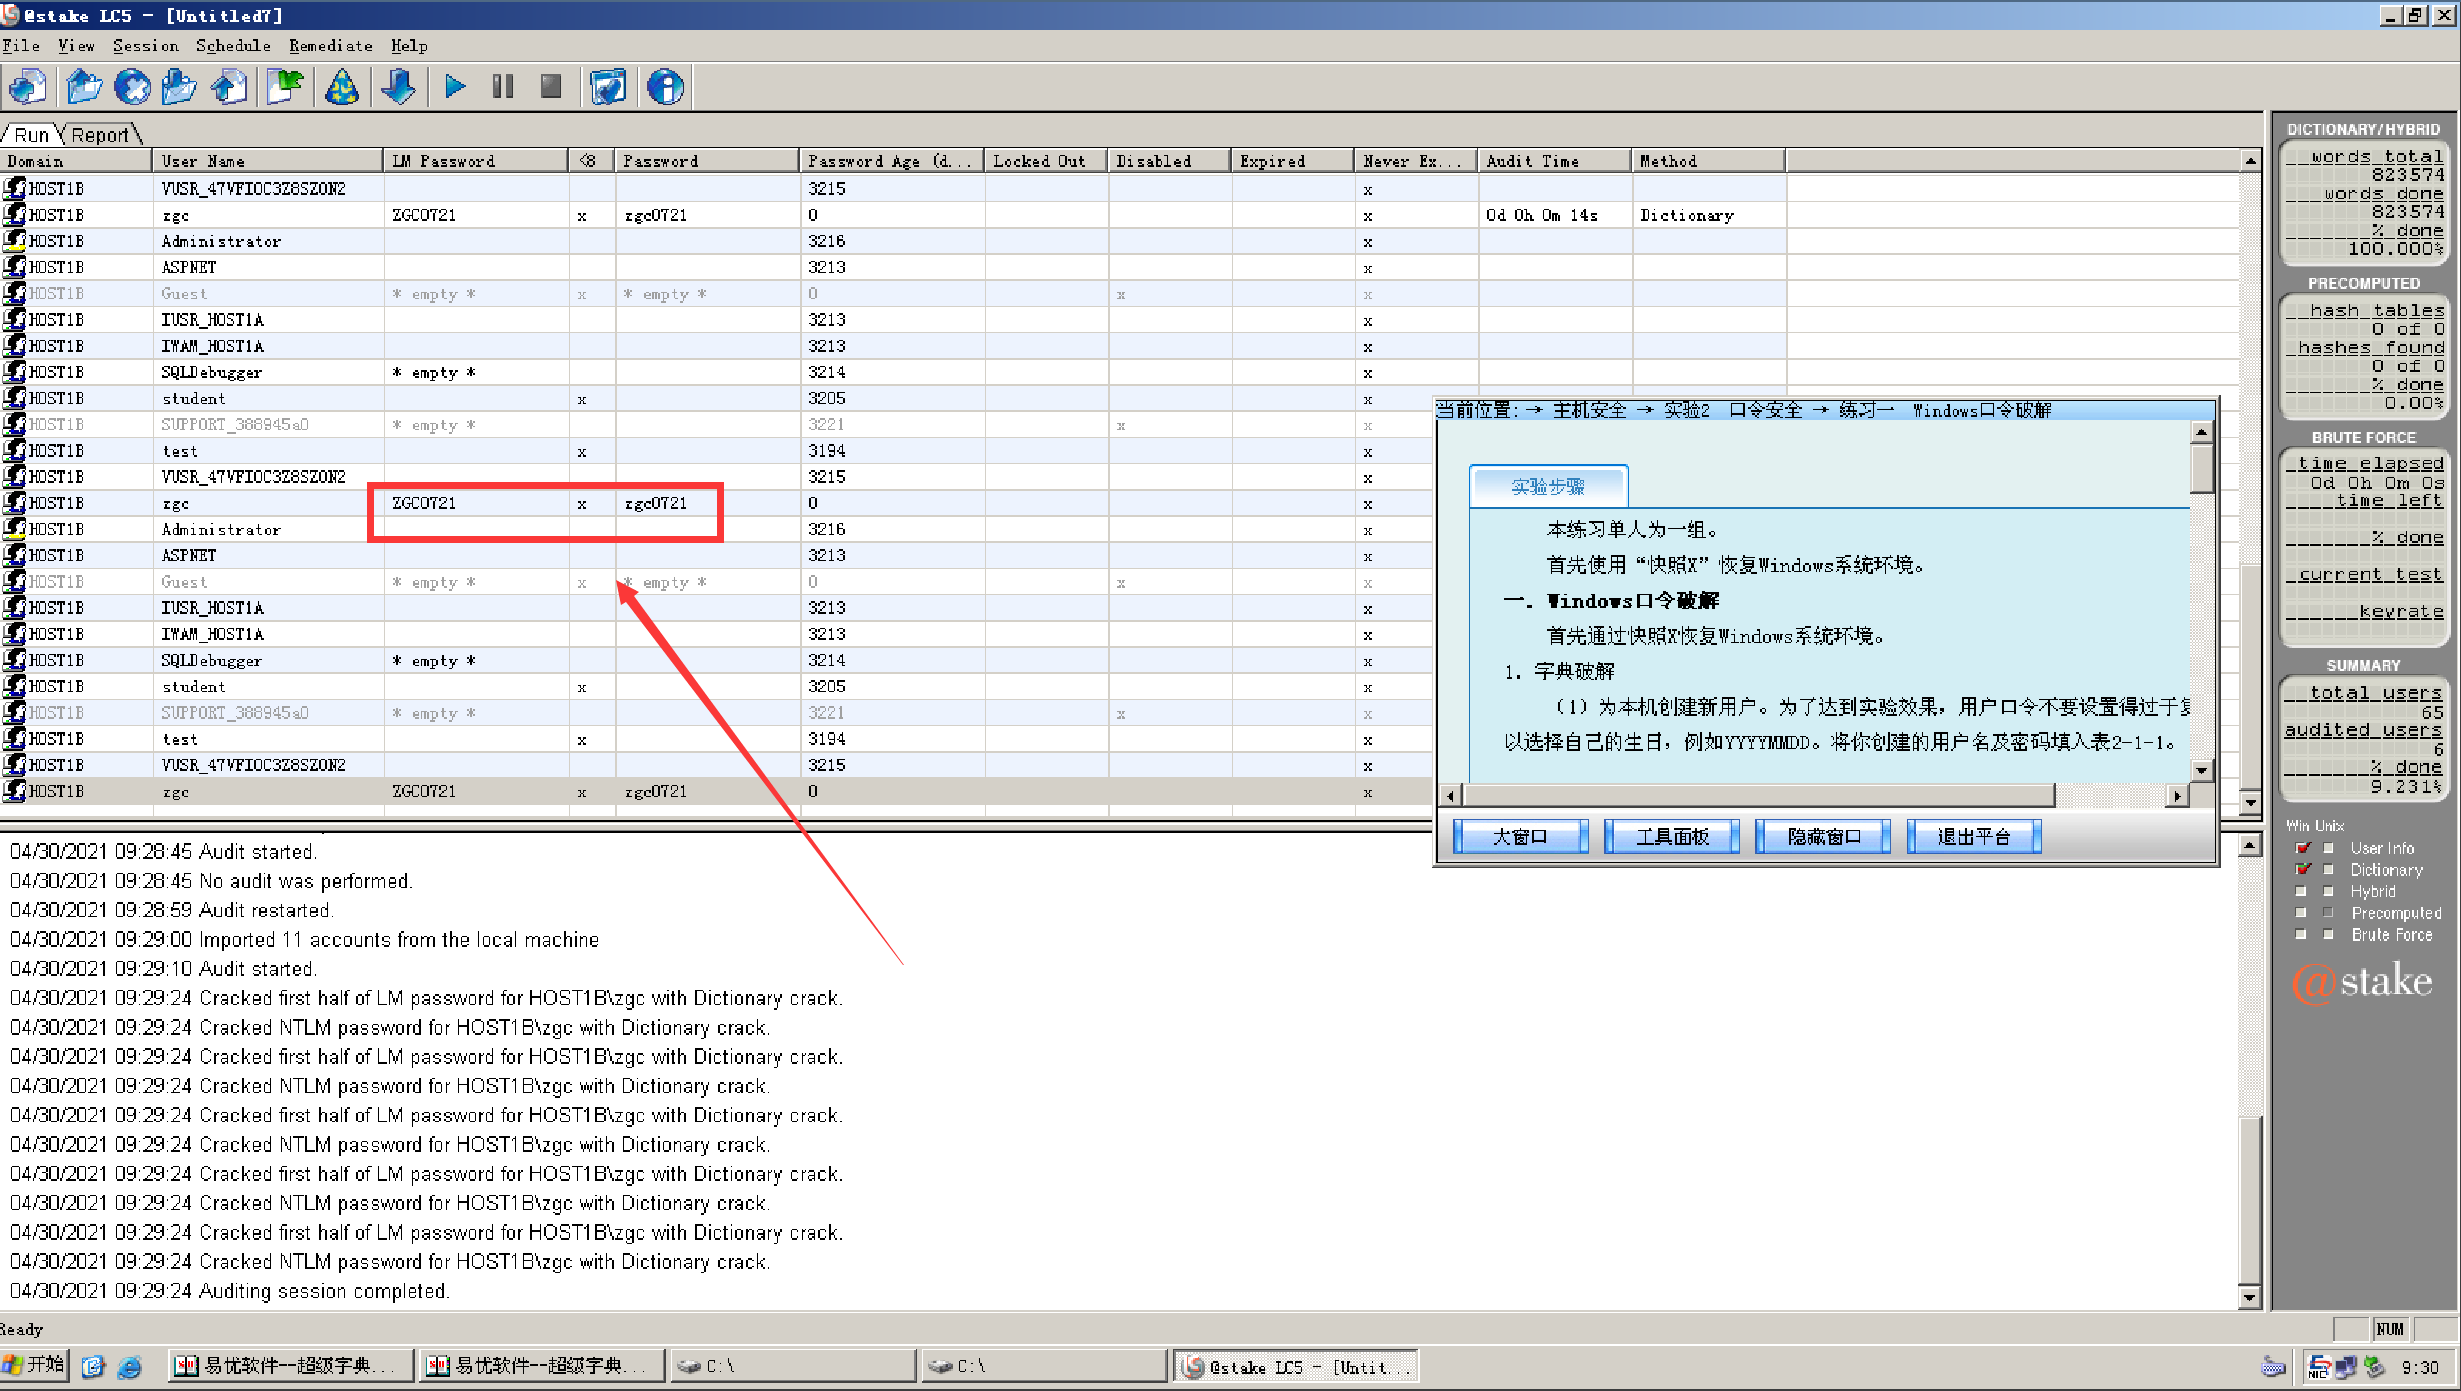 @stake LC5 - [Untitled7]
File View Session Schedule Remediate Help
Run Report
Domain User Name LM Password <8 Password Password Age (d... Locked Out Disabled Expired Never Ex... Audit Time Method
HOST1B VUSR_47VFIOC3Z8SZON2 3215 x
HOST1B zgc ZGC0721 x zgc0721 0 x 0d 0h 0m 14s Dictionary
HOST1B Administrator 3216 x
HOST1B ASPNET 3213 x
HOST1B Guest * empty * x * empty * 0 x x
HOST1B IUSR_HOST1A 3213 x
HOST1B IWAM_HOST1A 3213 x
HOST1B SQLDebugger * empty * 3214 x
HOST1B student x 3205 x
HOST1B SUPPORT_388945a0 * empty * 3221 x x
HOST1B test x 3194 x
HOST1B VUSR_47VFIOC3Z8SZON2 3215 x
HOST1B zgc ZGC0721 x zgc0721 0 x
HOST1B Administrator 3216 x
HOST1B ASPNET 3213 x
HOST1B Guest * empty * x * empty * 0 x x
HOST1B IUSR_HOST1A 3213 x
HOST1B IWAM_HOST1A 3213 x
HOST1B SQLDebugger * empty * 3214 x
HOST1B student x 3205 x
HOST1B SUPPORT_388945a0 * empty * 3221 x x
HOST1B test x 3194 x
HOST1B VUSR_47VFIOC3Z8SZON2 3215 x
HOST1B zgc ZGC0721 x zgc0721 0 x
当前位置: → 主机安全 → 实验2 口令安全 → 练习一 Windows口令破解
实验步骤
本练习单人为一组。
首先使用“快照X”恢复Windows系统环境。
一. Windows口令破解
首先通过快照X恢复Windows系统环境。
1. 字典破解
(1) 为本机创建新用户。为了达到实验效果，用户口令不要设置得过于复
以选择自己的生日，例如YYYYMMDD。将你创建的用户名及密码填入表2-1-1。
大窗口 工具面板 隐藏窗口 退出平台
04/30/2021 09:28:45 Audit started.
04/30/2021 09:28:45 No audit was performed.
04/30/2021 09:28:59 Audit restarted.
04/30/2021 09:29:00 Imported 11 accounts from the local machine
04/30/2021 09:29:10 Audit started.
04/30/2021 09:29:24 Cracked first half of LM password for HOST1B\zgc with Dictionary crack.
04/30/2021 09:29:24 Cracked NTLM password for HOST1B\zgc with Dictionary crack.
04/30/2021 09:29:24 Cracked first half of LM password for HOST1B\zgc with Dictionary crack.
04/30/2021 09:29:24 Cracked NTLM password for HOST1B\zgc with Dictionary crack.
04/30/2021 09:29:24 Cracked first half of LM password for HOST1B\zgc with Dictionary crack.
04/30/2021 09:29:24 Cracked NTLM password for HOST1B\zgc with Dictionary crack.
04/30/2021 09:29:24 Cracked first half of LM password for HOST1B\zgc with Dictionary crack.
04/30/2021 09:29:24 Cracked NTLM password for HOST1B\zgc with Dictionary crack.
04/30/2021 09:29:24 Cracked first half of LM password for HOST1B\zgc with Dictionary crack.
04/30/2021 09:29:24 Cracked NTLM password for HOST1B\zgc with Dictionary crack.
04/30/2021 09:29:24 Auditing session completed.
DICTIONARY/HYBRID
words total
823574
words done
823574
% done
100.000%
PRECOMPUTED
hash tables
0 of 0
hashes found
0 of 0
% done
0.00%
BRUTE FORCE
time elapsed
0d 0h 0m 0s
time left
% done
current test
keyrate
SUMMARY
total users
65
audited users
6
% done
9.231%
Win Unix
User Info
Dictionary
Hybrid
Precomputed
Brute Force
@stake
Ready
NUM
开始 易优软件--超级字典... 易优软件--超级字典... C:\ C:\ @stake LC5 - [Untit... 9:30